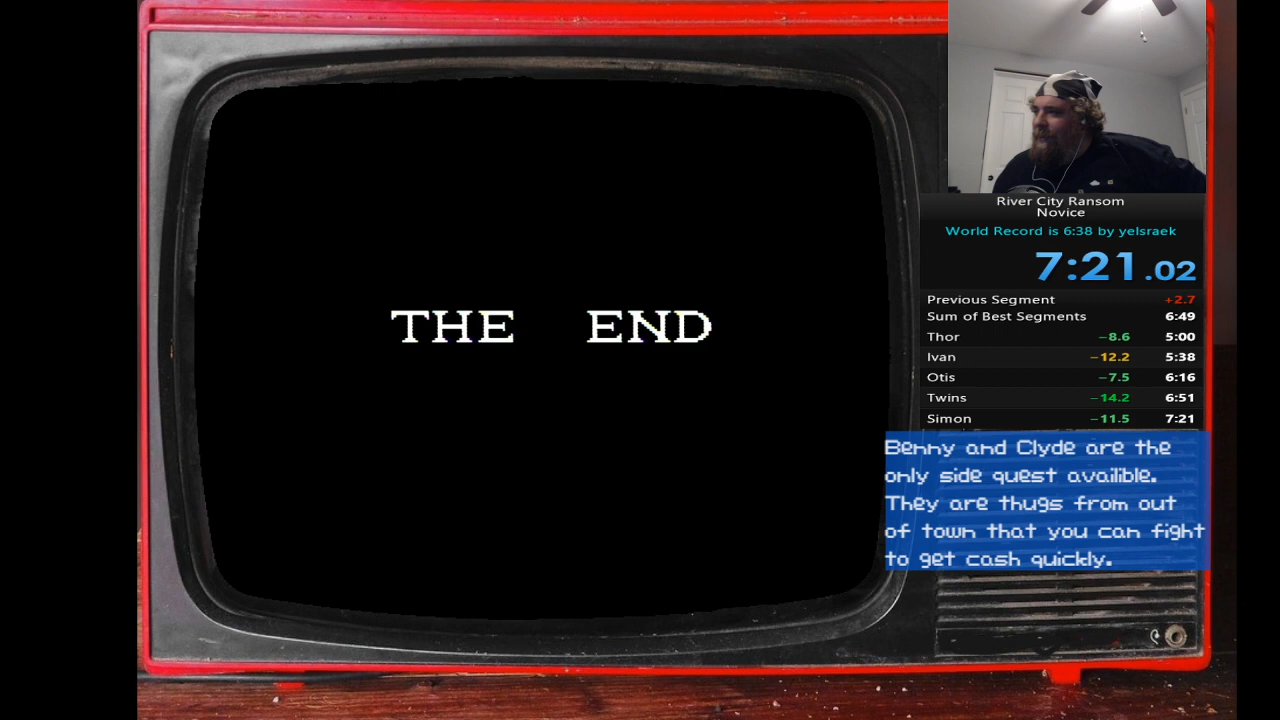 THE END
River City Ransom
Novice
World Record is 6:38 by yelsraek
7:21.02
Previous Segment +2.7
Sum of Best Segments 6:49
Thor −8.6 5:00
Ivan −12.2 5:38
Otis −7.5 6:16
Twins −14.2 6:51
Simon −11.5 7:21
Benny and Clyde are the
only side quest availible.
They are thugs from out
of town that you can fight
to get cash quickly.